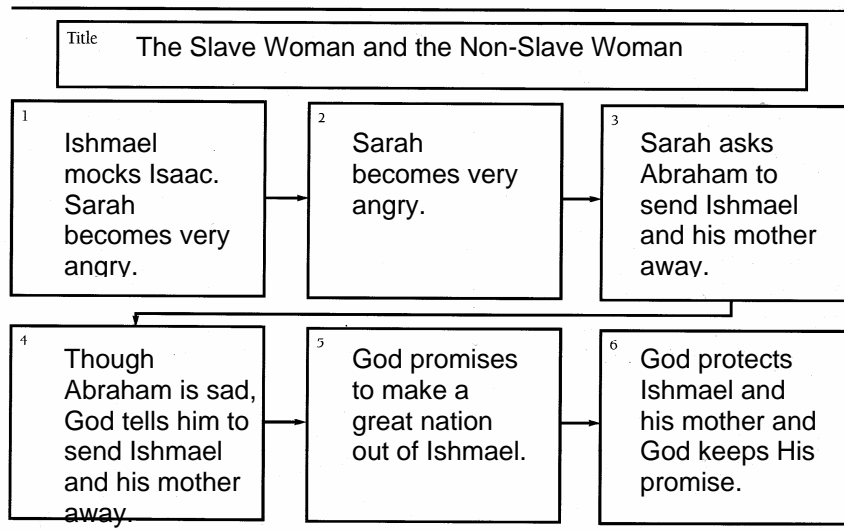 Title
The Slave Woman and the Non-Slave Woman
1
Ishmael
mocks Isaac.
Sarah
becomes very
angry.
2
Sarah
becomes very
angry.
3
Sarah asks
Abraham to
send Ishmael
and his mother
away.
4
Though
Abraham is sad,
God tells him to
send Ishmael
and his mother
away.
5
God promises
to make a
great nation
out of Ishmael.
6
God protects
Ishmael and
his mother and
God keeps His
promise.